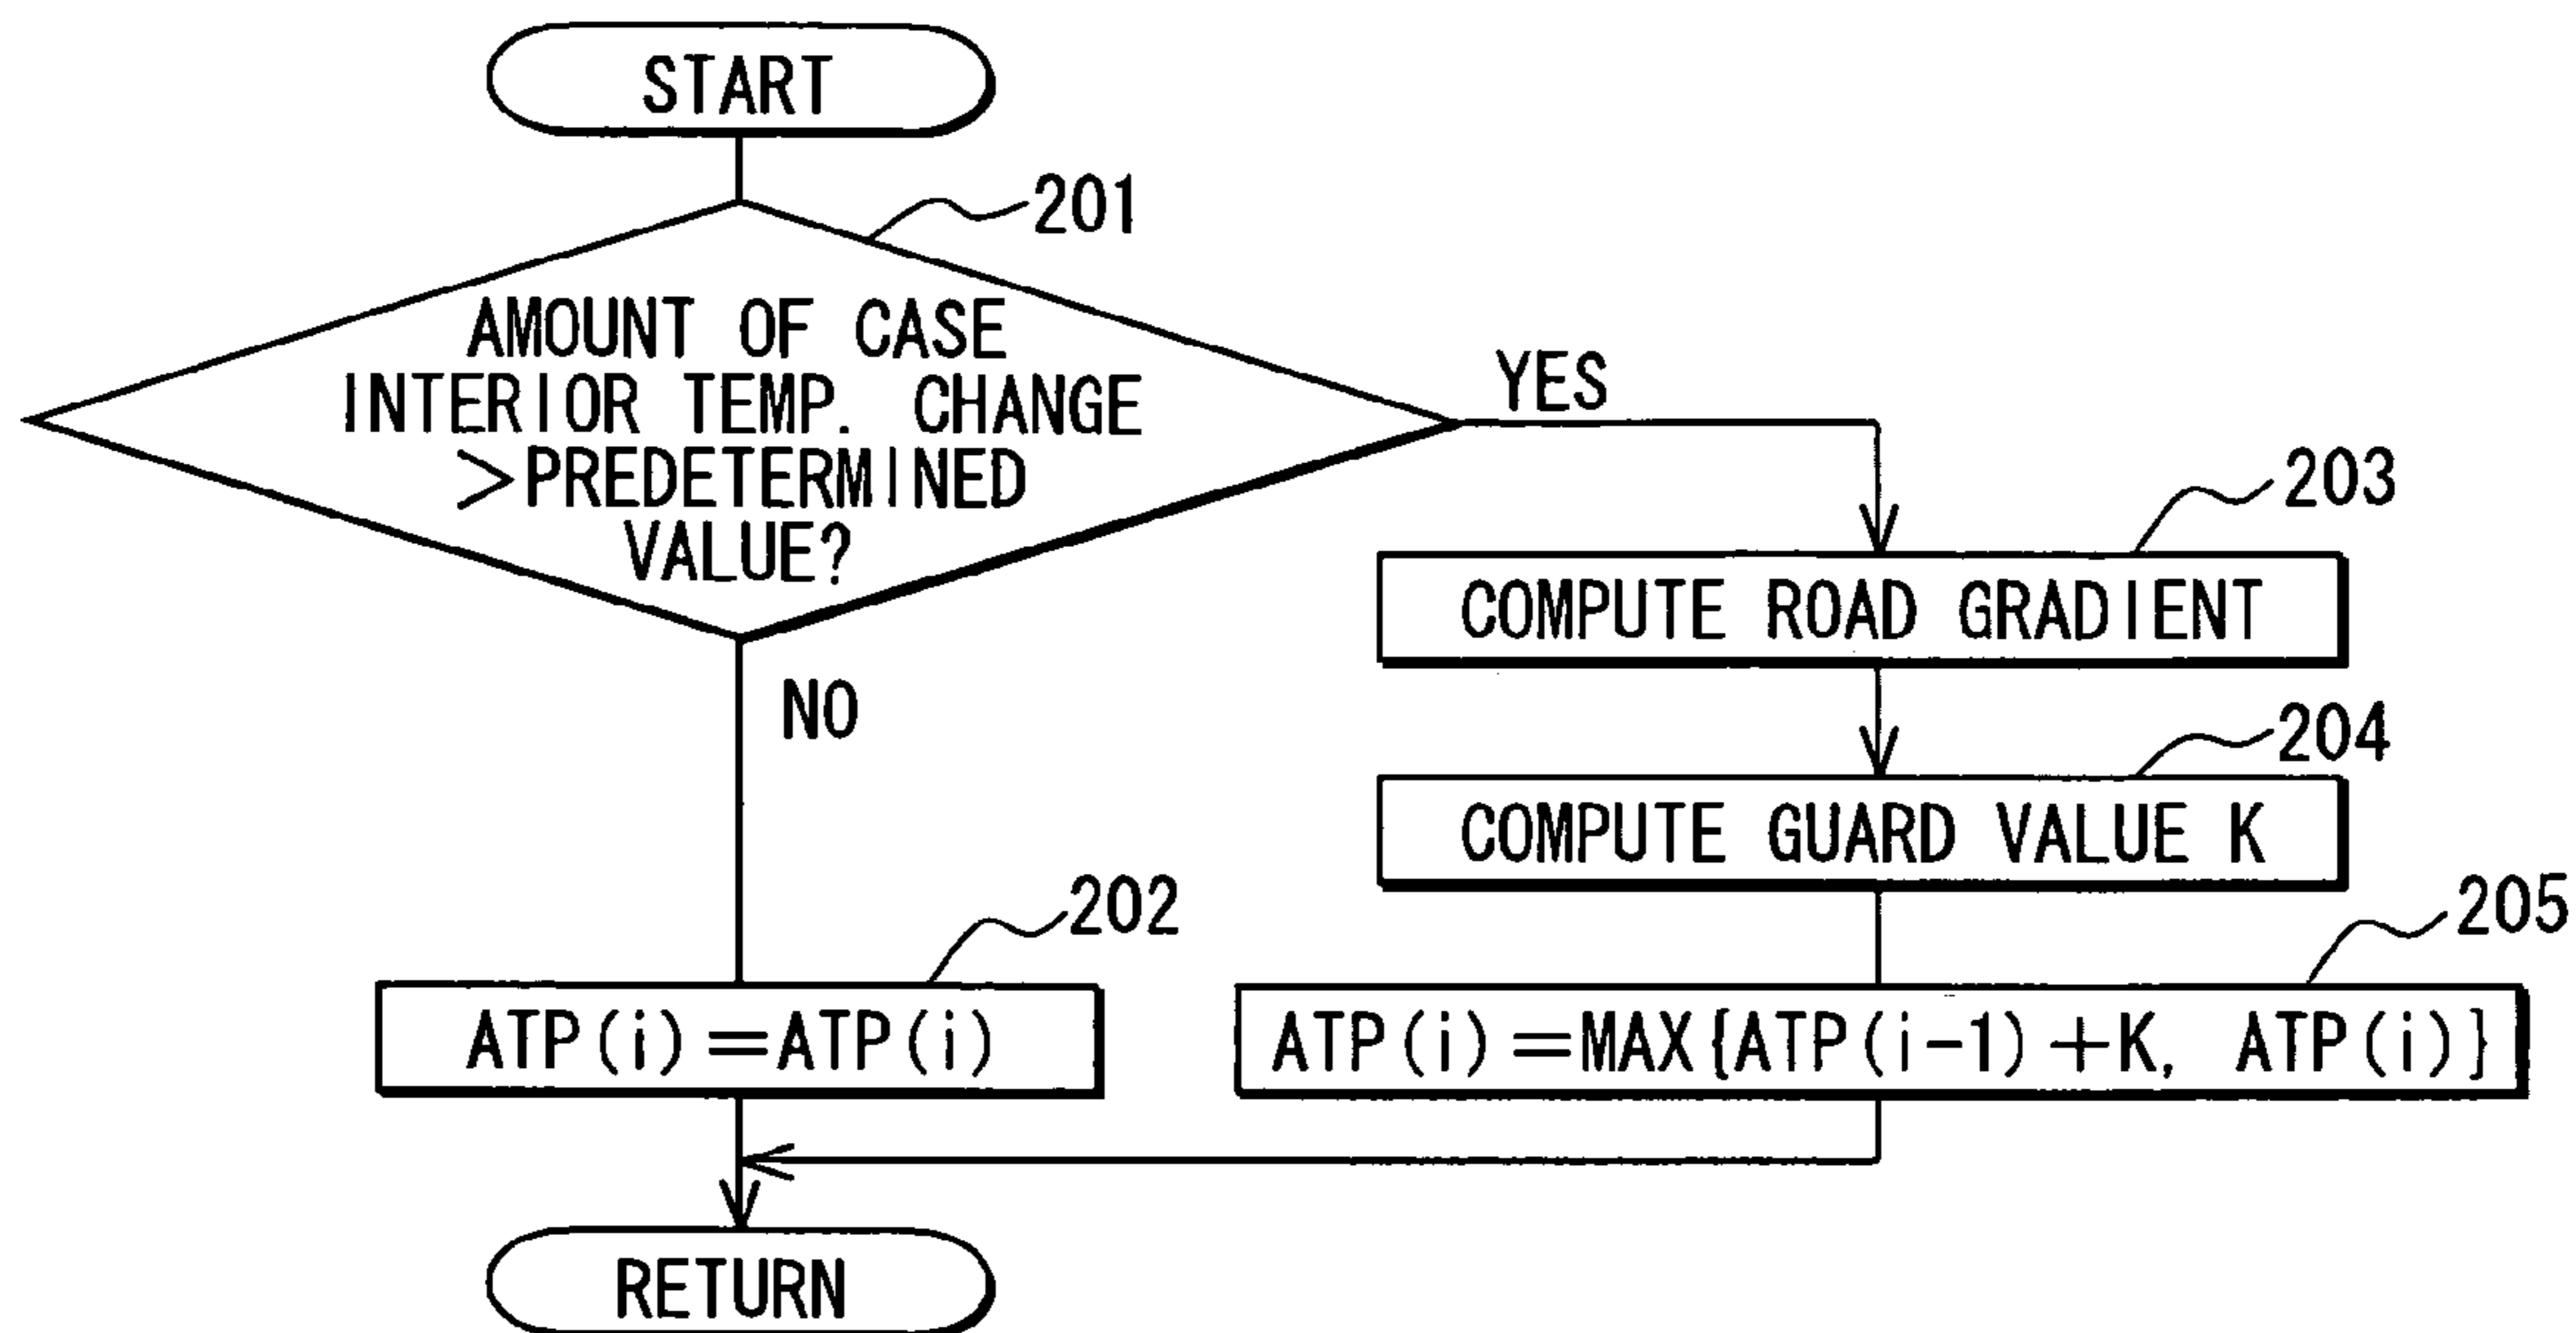 START
201
AMOUNT OF CASE
INTERIOR TEMP. CHANGE
>PREDETERMINED
VALUE?
YES
203
COMPUTE ROAD GRADIENT
NO
204
COMPUTE GUARD VALUE K
202
205
ATP(i)=ATP(i)
ATP(i)=MAX{ATP(i-1)+K, ATP(i)}
RETURN